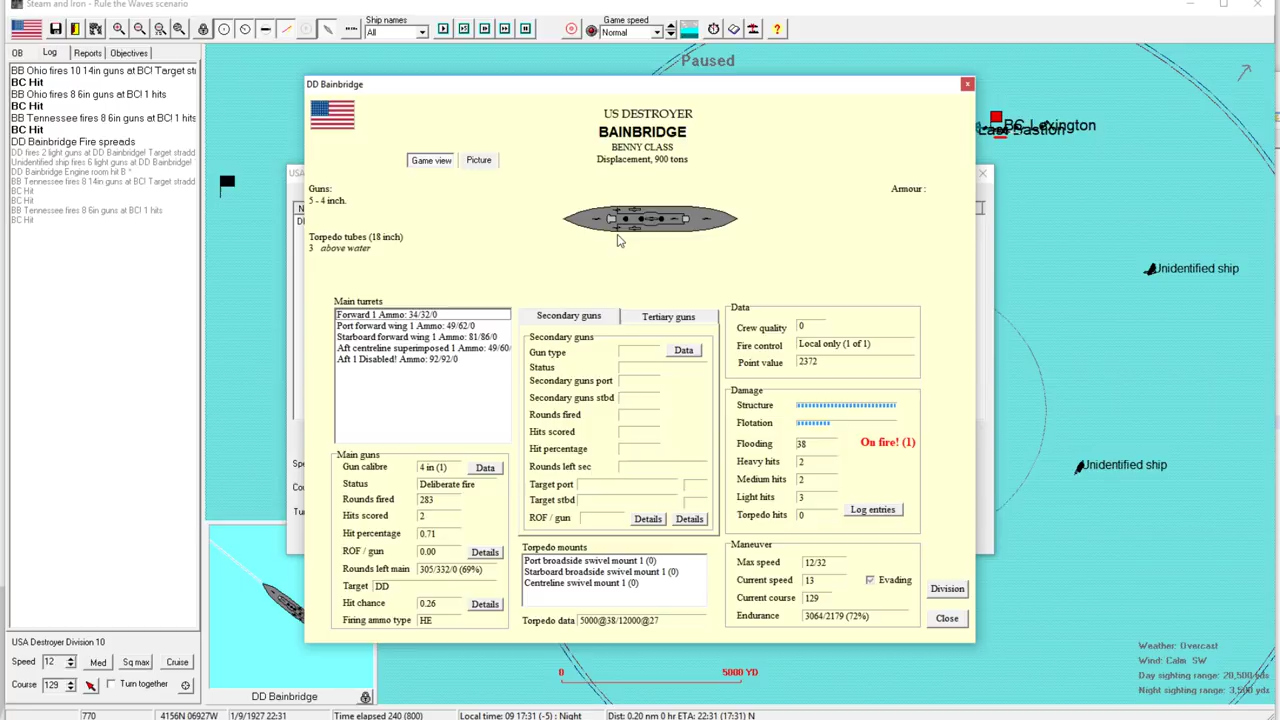 Steam and Iron - Rule the Waves scenario
Ship names
All
Game speed
Normal
OB
Log
Reports
Objectives
BB Ohio fires 10 14in guns at BC! Target st
BC Hit
BB Ohio fires 8 6in guns at BC! 1 hits
BC Hit
BB Tennessee fires 8 6in guns at BC! 1 hits
BC Hit
DD Bainbridge Fire spreads
DD fires 2 light guns at DD Bainbridge! Target stradd
Unidentified ship fires 6 light guns at DD Bainbridge!
DD Bainbridge Engine room hit B *
BB Tennessee fires 8 14in guns at BC! Target stradd
BC Hit
BC Hit
BB Tennessee fires 8 6in guns at BC! 1 hits
BC Hit
Paused
BC Lexington
Unidentified ship
Unidentified ship
USA
DD Bainbridge
US DESTROYER
BAINBRIDGE
BENNY CLASS
Displacement, 900 tons
Game view
Picture
Guns:
5 - 4 inch.
Armour :
Torpedo tubes (18 inch)
3 above water
Main turrets
Forward 1 Ammo: 34/32/0
Port forward wing 1 Ammo: 49/62/0
Starboard forward wing 1 Ammo: 81/86/0
Aft centreline superimposed 1 Ammo: 49/60/
Aft 1 Disabled! Ammo: 92/92/0
Main guns
Gun calibre 4 in (1) Data
Status Deliberate fire
Rounds fired 283
Hits scored 2
Hit percentage 0.71
ROF / gun 0.00 Details
Rounds left main 305/332/0 (69%)
Target DD
Hit chance 0.26 Details
Firing ammo type HE
Secondary guns
Tertiary guns
Secondary guns
Gun type Data
Status
Secondary guns port
Secondary guns stbd
Rounds fired
Hits scored
Hit percentage
Rounds left sec
Target port
Target stbd
ROF / gun Details Details
Torpedo mounts
Port broadside swivel mount 1 (0)
Starboard broadside swivel mount 1 (0)
Centreline swivel mount 1 (0)
Torpedo data 5000@38/12000@27
Data
Crew quality 0
Fire control Local only (1 of 1)
Point value 2372
Damage
Structure
Flotation
Flooding 38 On fire! (1)
Heavy hits 2
Medium hits 2
Light hits 3
Torpedo hits 0 Log entries
Maneuver
Max speed 12/32
Current speed 13 Evading
Current course 129
Endurance 3064/2179 (72%)
Division
Close
USA Destroyer Division 10
Speed 12 Med Sq max Cruise
Course 129 Turn together
DD Bainbridge
0 5000 YD
Weather: Overcast
Wind: Calm SW
Day sighting range: 20,500 yds
Night sighting range: 3,500 yds
770
4156N 06927W
1/9/1927 22:31
Time elapsed 240 (800)
Local time: 09 17:31 (-5) : Night
Dist: 0.20 nm 0 hr ETA: 22:31 (17:31) N